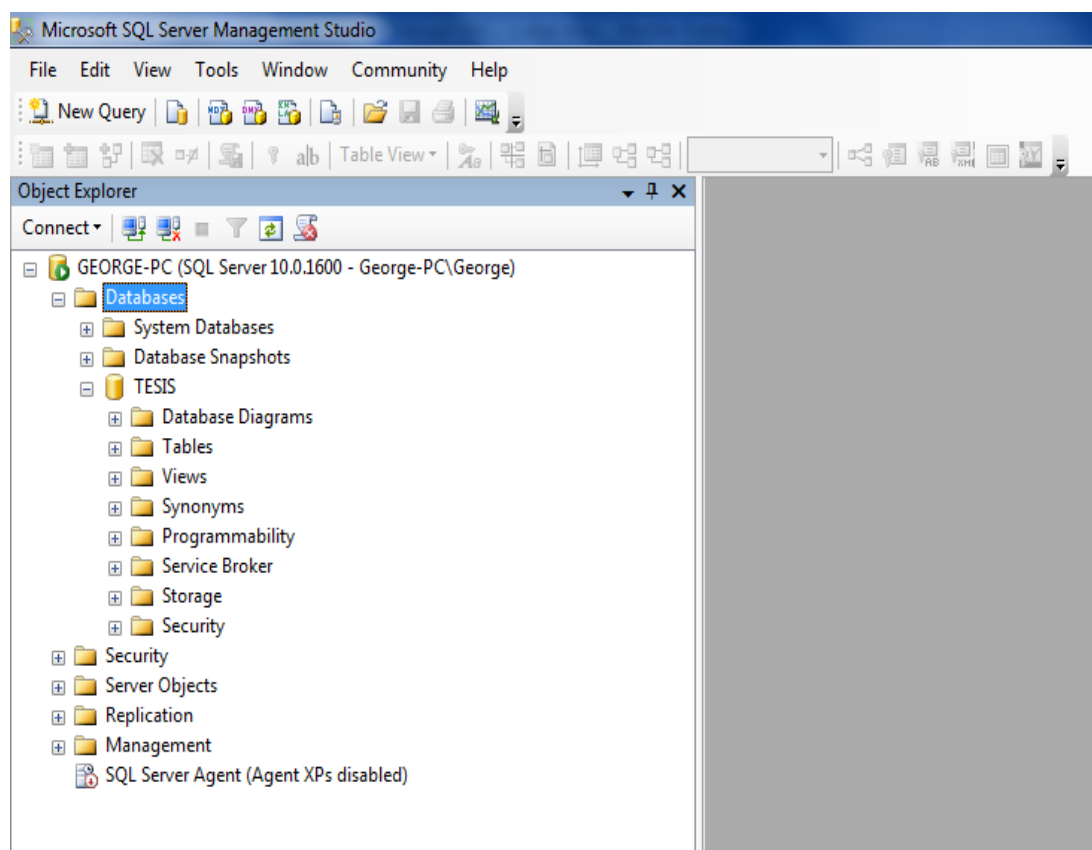 Microsoft SQL Server Management Studio
File Edit View Tools Window Community Help
New Query
Table View
Object Explorer
Connect
GEORGE-PC (SQL Server 10.0.1600 - George-PC\George)
Databases
System Databases
Database Snapshots
TESIS
Database Diagrams
Tables
Views
Synonyms
Programmability
Service Broker
Storage
Security
Security
Server Objects
Replication
Management
SQL Server Agent (Agent XPs disabled)